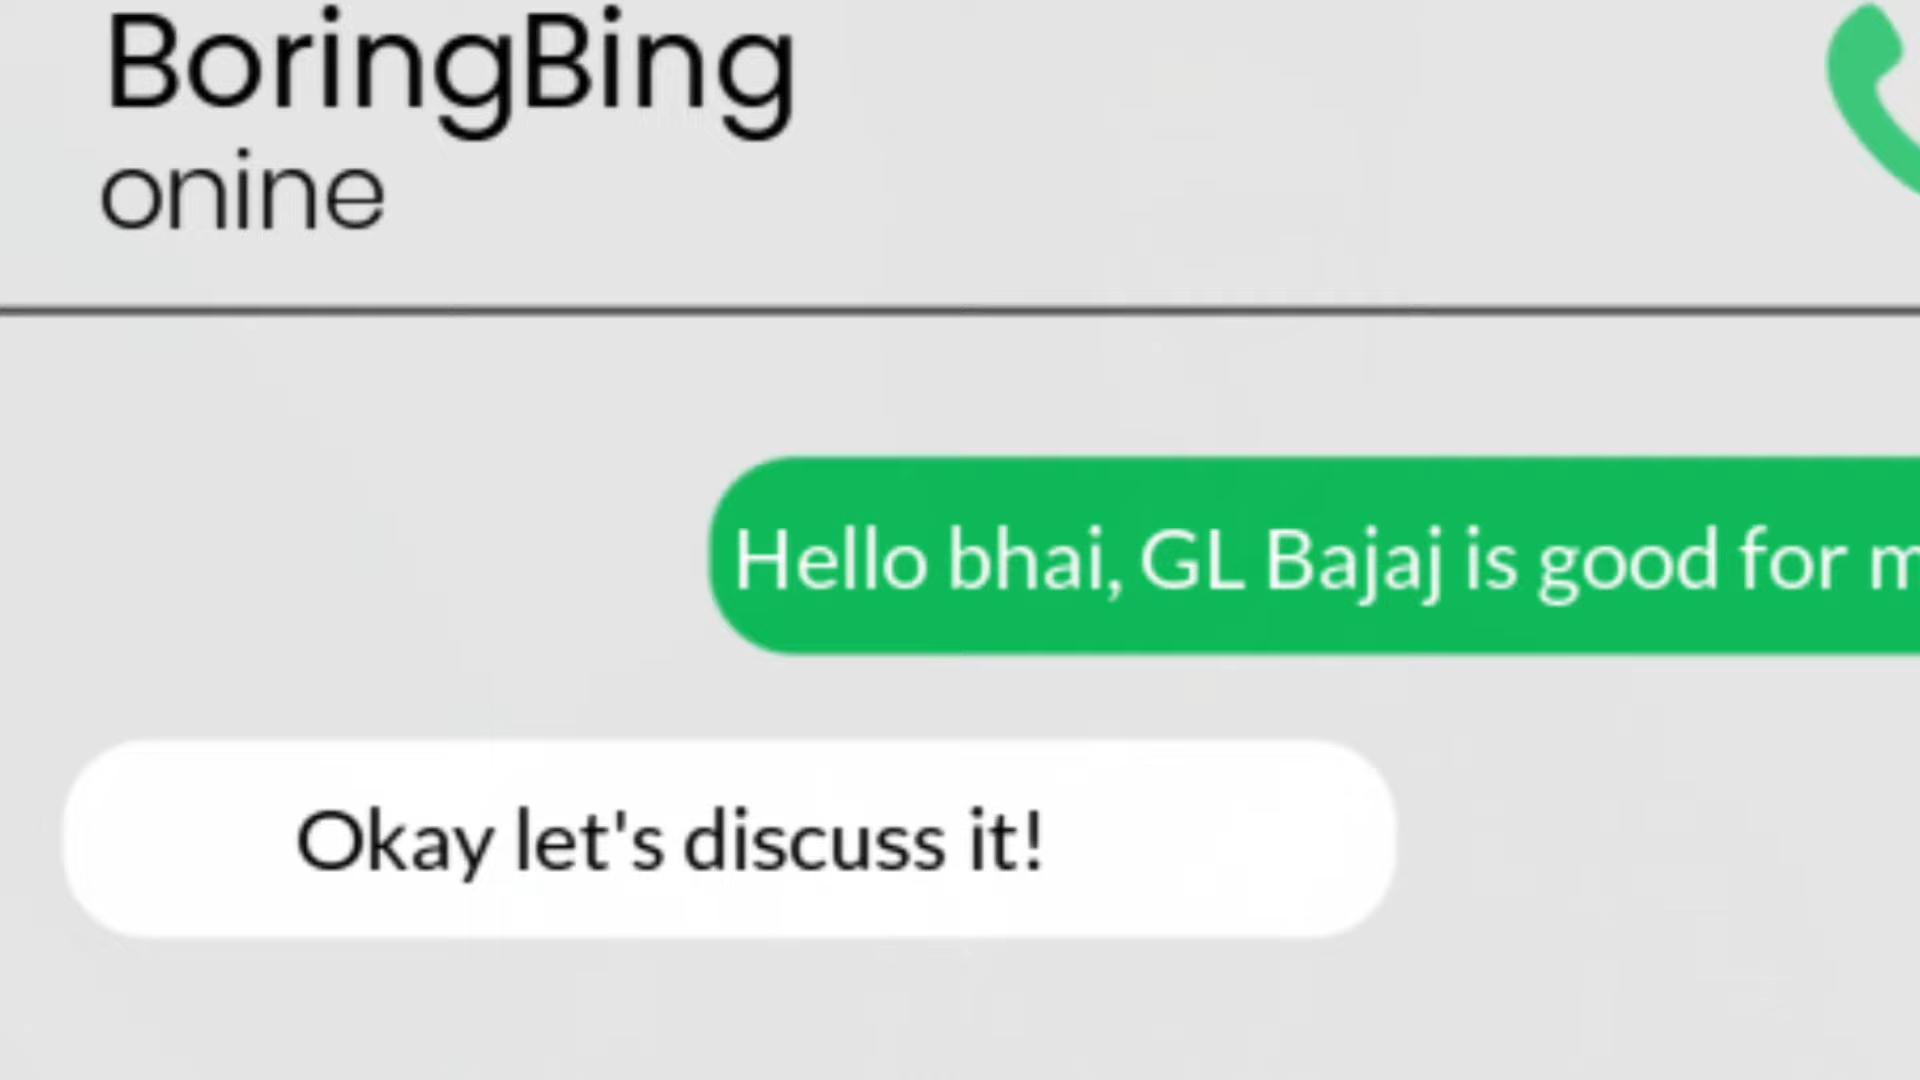 BoringBing
onine
Hello bhai, GL Bajaj is good for
Okay let's discuss it!